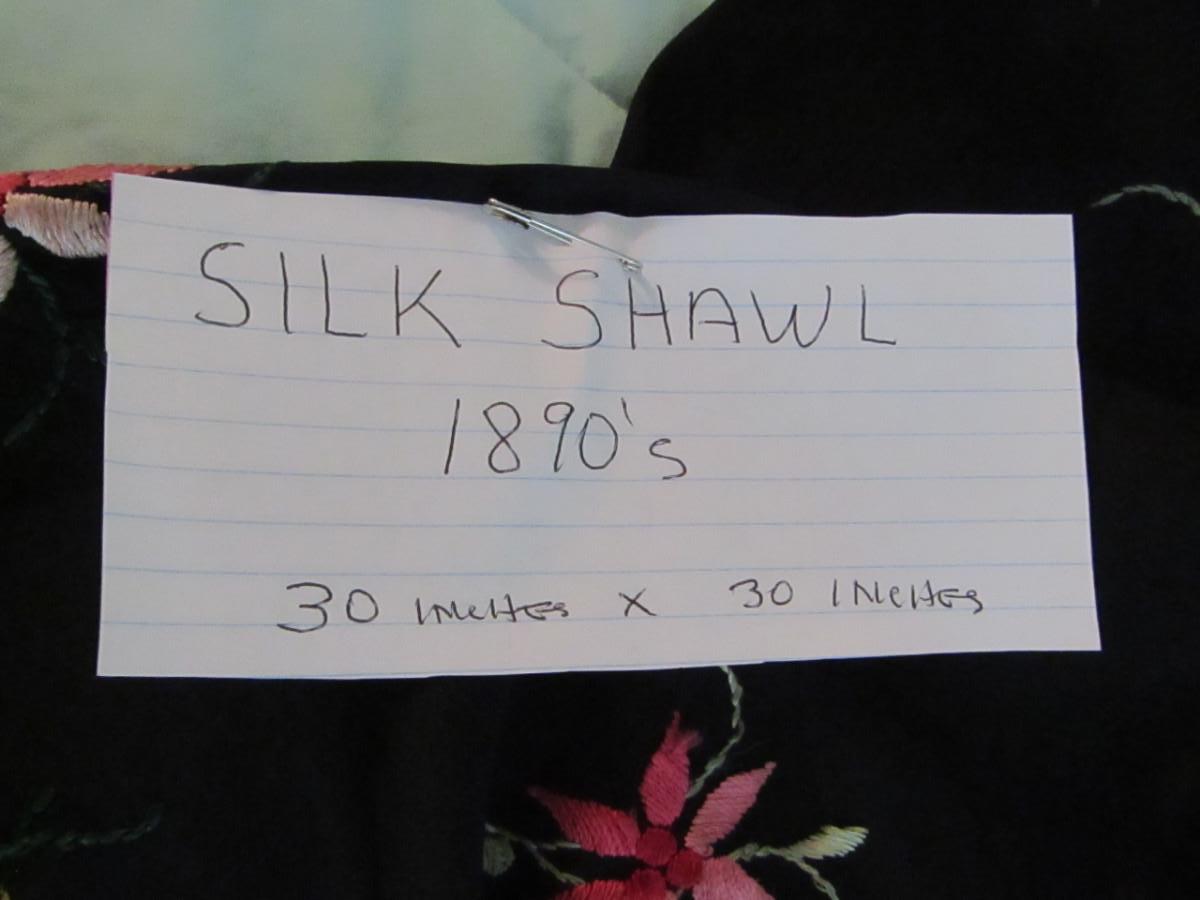 SILK SHAWL
1890's
30 INCHES X 30 INCHES